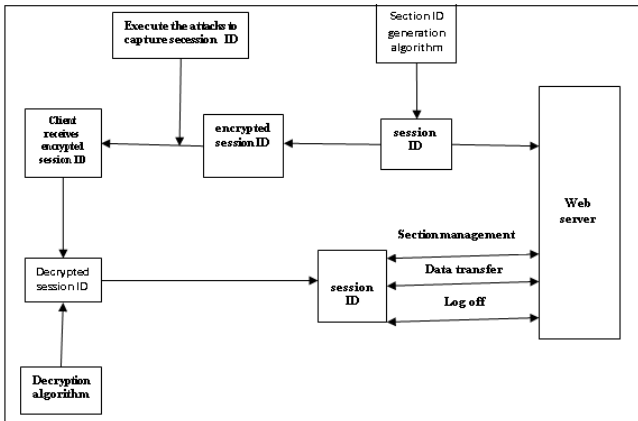 Execute the attacks to
capture secession ID
Section ID
generation
algorithm
Client
receives
encrypted
session ID
encrypted
session ID
session
ID
Web
server
Section management
Data transfer
Log off
Decrypted
session ID
session
ID
Decryption
algorithm